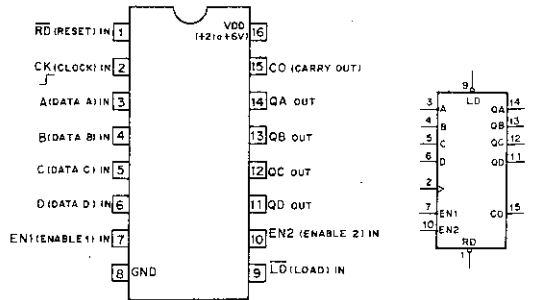 R̅D̅ (RESET) IN 1
CK (CLOCK) IN 2
A (DATA A) IN 3
B (DATA B) IN 4
C (DATA C) IN 5
D (DATA D) IN 6
EN1 (ENABLE 1) IN 7
8 GND
VDD 16
(+2 to +6V)
15 CO (CARRY OUT)
14 QA OUT
13 QB OUT
12 QC OUT
11 QD OUT
10 EN2 (ENABLE 2) IN
9 L̅D̅ (LOAD) IN
9
LD
3 A QA 14
4 B QB 13
5 C QC 12
6 D QD 11
2
7 EN1 CO 15
10 EN2
RD
1